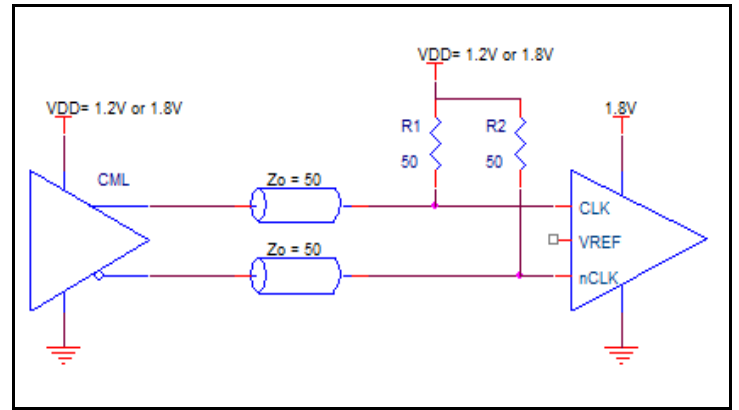 VDD= 1.2V or 1.8V
VDD= 1.2V or 1.8V
1.8V
R1
50
R2
50
CML
Zo = 50
Zo = 50
CLK
VREF
nCLK